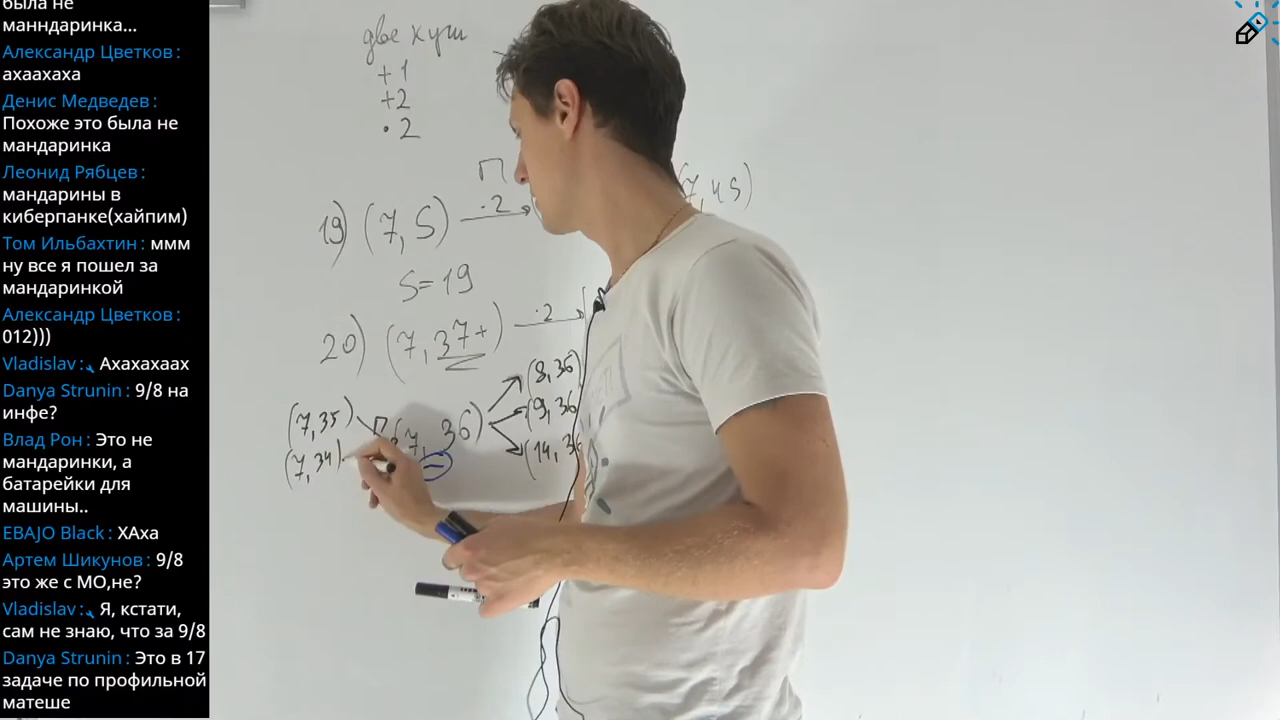 была не
манндаринка...
Александр Цветков :
ахаахаха
Денис Медведев :
Похоже это была не
мандаринка
Леонид Рябцев :
мандарины в
киберпанке(хайпим)
Том Ильбахтин : ммм
ну все я пошел за
мандаринкой
Александр Цветков :
012)))
Vladislav : Ахахахаах
Danya Strunin : 9/8 на
инфе?
Влад Рон : Это не
мандаринки, а
батарейки для
машины..
EBAJO Black : ХАха
Артем Шикунов : 9/8
это же с МО,не?
Vladislav : Я, кстати,
сам не знаю, что за 9/8
Danya Strunin : Это в 17
задаче по профильной
матеше
две кучи
+1
+2
·2
П
19) (7, S) ·2
7, 4S)
S=19
20) (7, 37+) ·2
(8, 36)
(7, 35) (7, 36) (9, 36
(7, 34) (14, 3
=